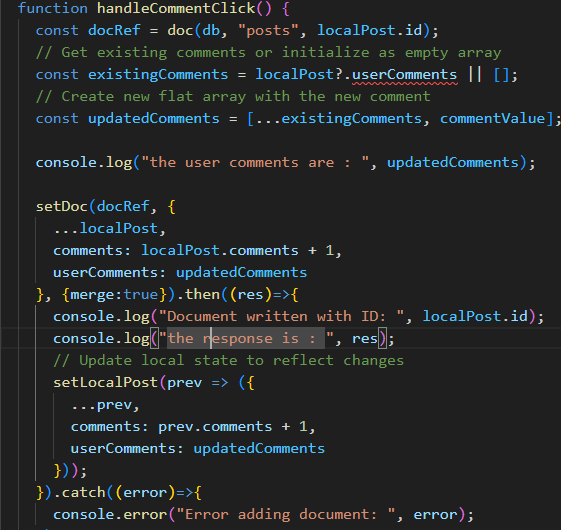 function handleCommentClick() {
const docRef = doc(db, "posts", localPost.id);
// Get existing comments or initialize as empty array
const existingComments = localPost?.userComments || [];
// Create new flat array with the new comment
const updatedComments = [...existingComments, commentValue];
console.log("the user comments are : ", updatedComments);
setDoc(docRef, {
...localPost,
comments: localPost.comments + 1,
userComments: updatedComments
}, {merge:true}).then((res)=>{
console.log("Document written with ID: ", localPost.id);
console.log("the response is : ", res);
// Update local state to reflect changes
setLocalPost(prev => ({
...prev,
comments: prev.comments + 1,
userComments: updatedComments
}));
}).catch((error)=>{
console.error("Error adding document: ", error);